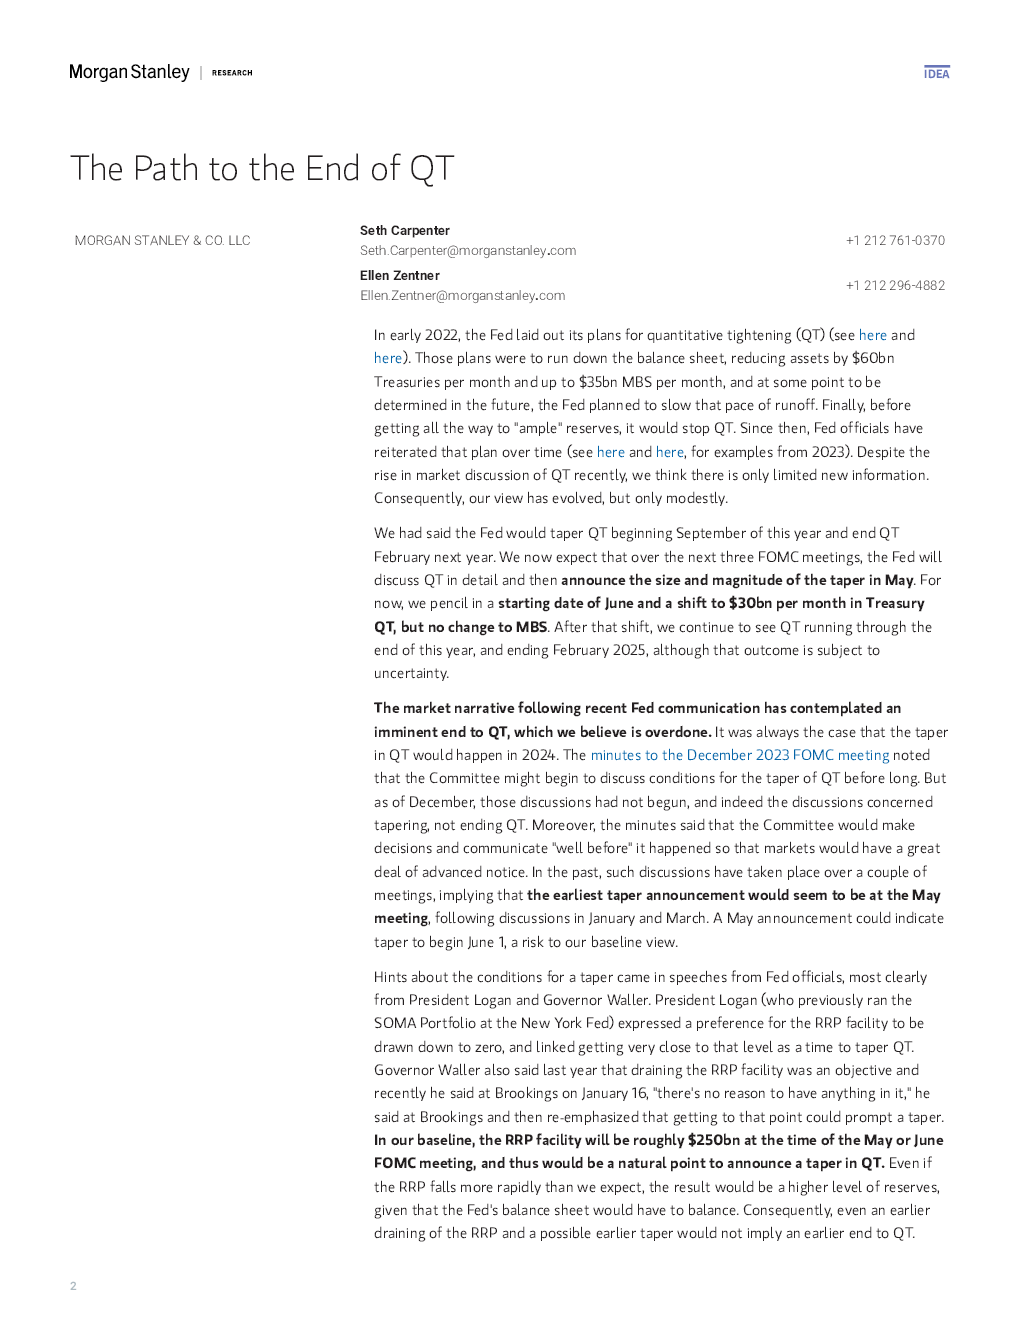 Morgan Stanley | RESEARCH
IDEA
The Path to the End of QT
MORGAN STANLEY & CO. LLC
Seth Carpenter
Seth.Carpenter@morganstanley.com
+1 212 761-0370
Ellen Zentner
Ellen.Zentner@morganstanley.com
+1 212 296-4882
In early 2022, the Fed laid out its plans for quantitative tightening (QT) (see here and
here). Those plans were to run down the balance sheet, reducing assets by $60bn
Treasuries per month and up to $35bn MBS per month, and at some point to be
determined in the future, the Fed planned to slow that pace of runoff. Finally, before
getting all the way to "ample" reserves, it would stop QT. Since then, Fed officials have
reiterated that plan over time (see here and here, for examples from 2023). Despite the
rise in market discussion of QT recently, we think there is only limited new information.
Consequently, our view has evolved, but only modestly.
We had said the Fed would taper QT beginning September of this year and end QT
February next year. We now expect that over the next three FOMC meetings, the Fed will
discuss QT in detail and then announce the size and magnitude of the taper in May. For
now, we pencil in a starting date of June and a shift to $30bn per month in Treasury
QT, but no change to MBS. After that shift, we continue to see QT running through the
end of this year, and ending February 2025, although that outcome is subject to
uncertainty.
The market narrative following recent Fed communication has contemplated an
imminent end to QT, which we believe is overdone. It was always the case that the taper
in QT would happen in 2024. The minutes to the December 2023 FOMC meeting noted
that the Committee might begin to discuss conditions for the taper of QT before long. But
as of December, those discussions had not begun, and indeed the discussions concerned
tapering, not ending QT. Moreover, the minutes said that the Committee would make
decisions and communicate "well before" it happened so that markets would have a great
deal of advanced notice. In the past, such discussions have taken place over a couple of
meetings, implying that the earliest taper announcement would seem to be at the May
meeting, following discussions in January and March. A May announcement could indicate
taper to begin June 1, a risk to our baseline view.
Hints about the conditions for a taper came in speeches from Fed officials, most clearly
from President Logan and Governor Waller. President Logan (who previously ran the
SOMA Portfolio at the New York Fed) expressed a preference for the RRP facility to be
drawn down to zero, and linked getting very close to that level as a time to taper QT.
Governor Waller also said last year that draining the RRP facility was an objective and
recently he said at Brookings on January 16, "there's no reason to have anything in it," he
said at Brookings and then re-emphasized that getting to that point could prompt a taper.
In our baseline, the RRP facility will be roughly $250bn at the time of the May or June
FOMC meeting, and thus would be a natural point to announce a taper in QT. Even if
the RRP falls more rapidly than we expect, the result would be a higher level of reserves,
given that the Fed's balance sheet would have to balance. Consequently, even an earlier
draining of the RRP and a possible earlier taper would not imply an earlier end to QT.
2